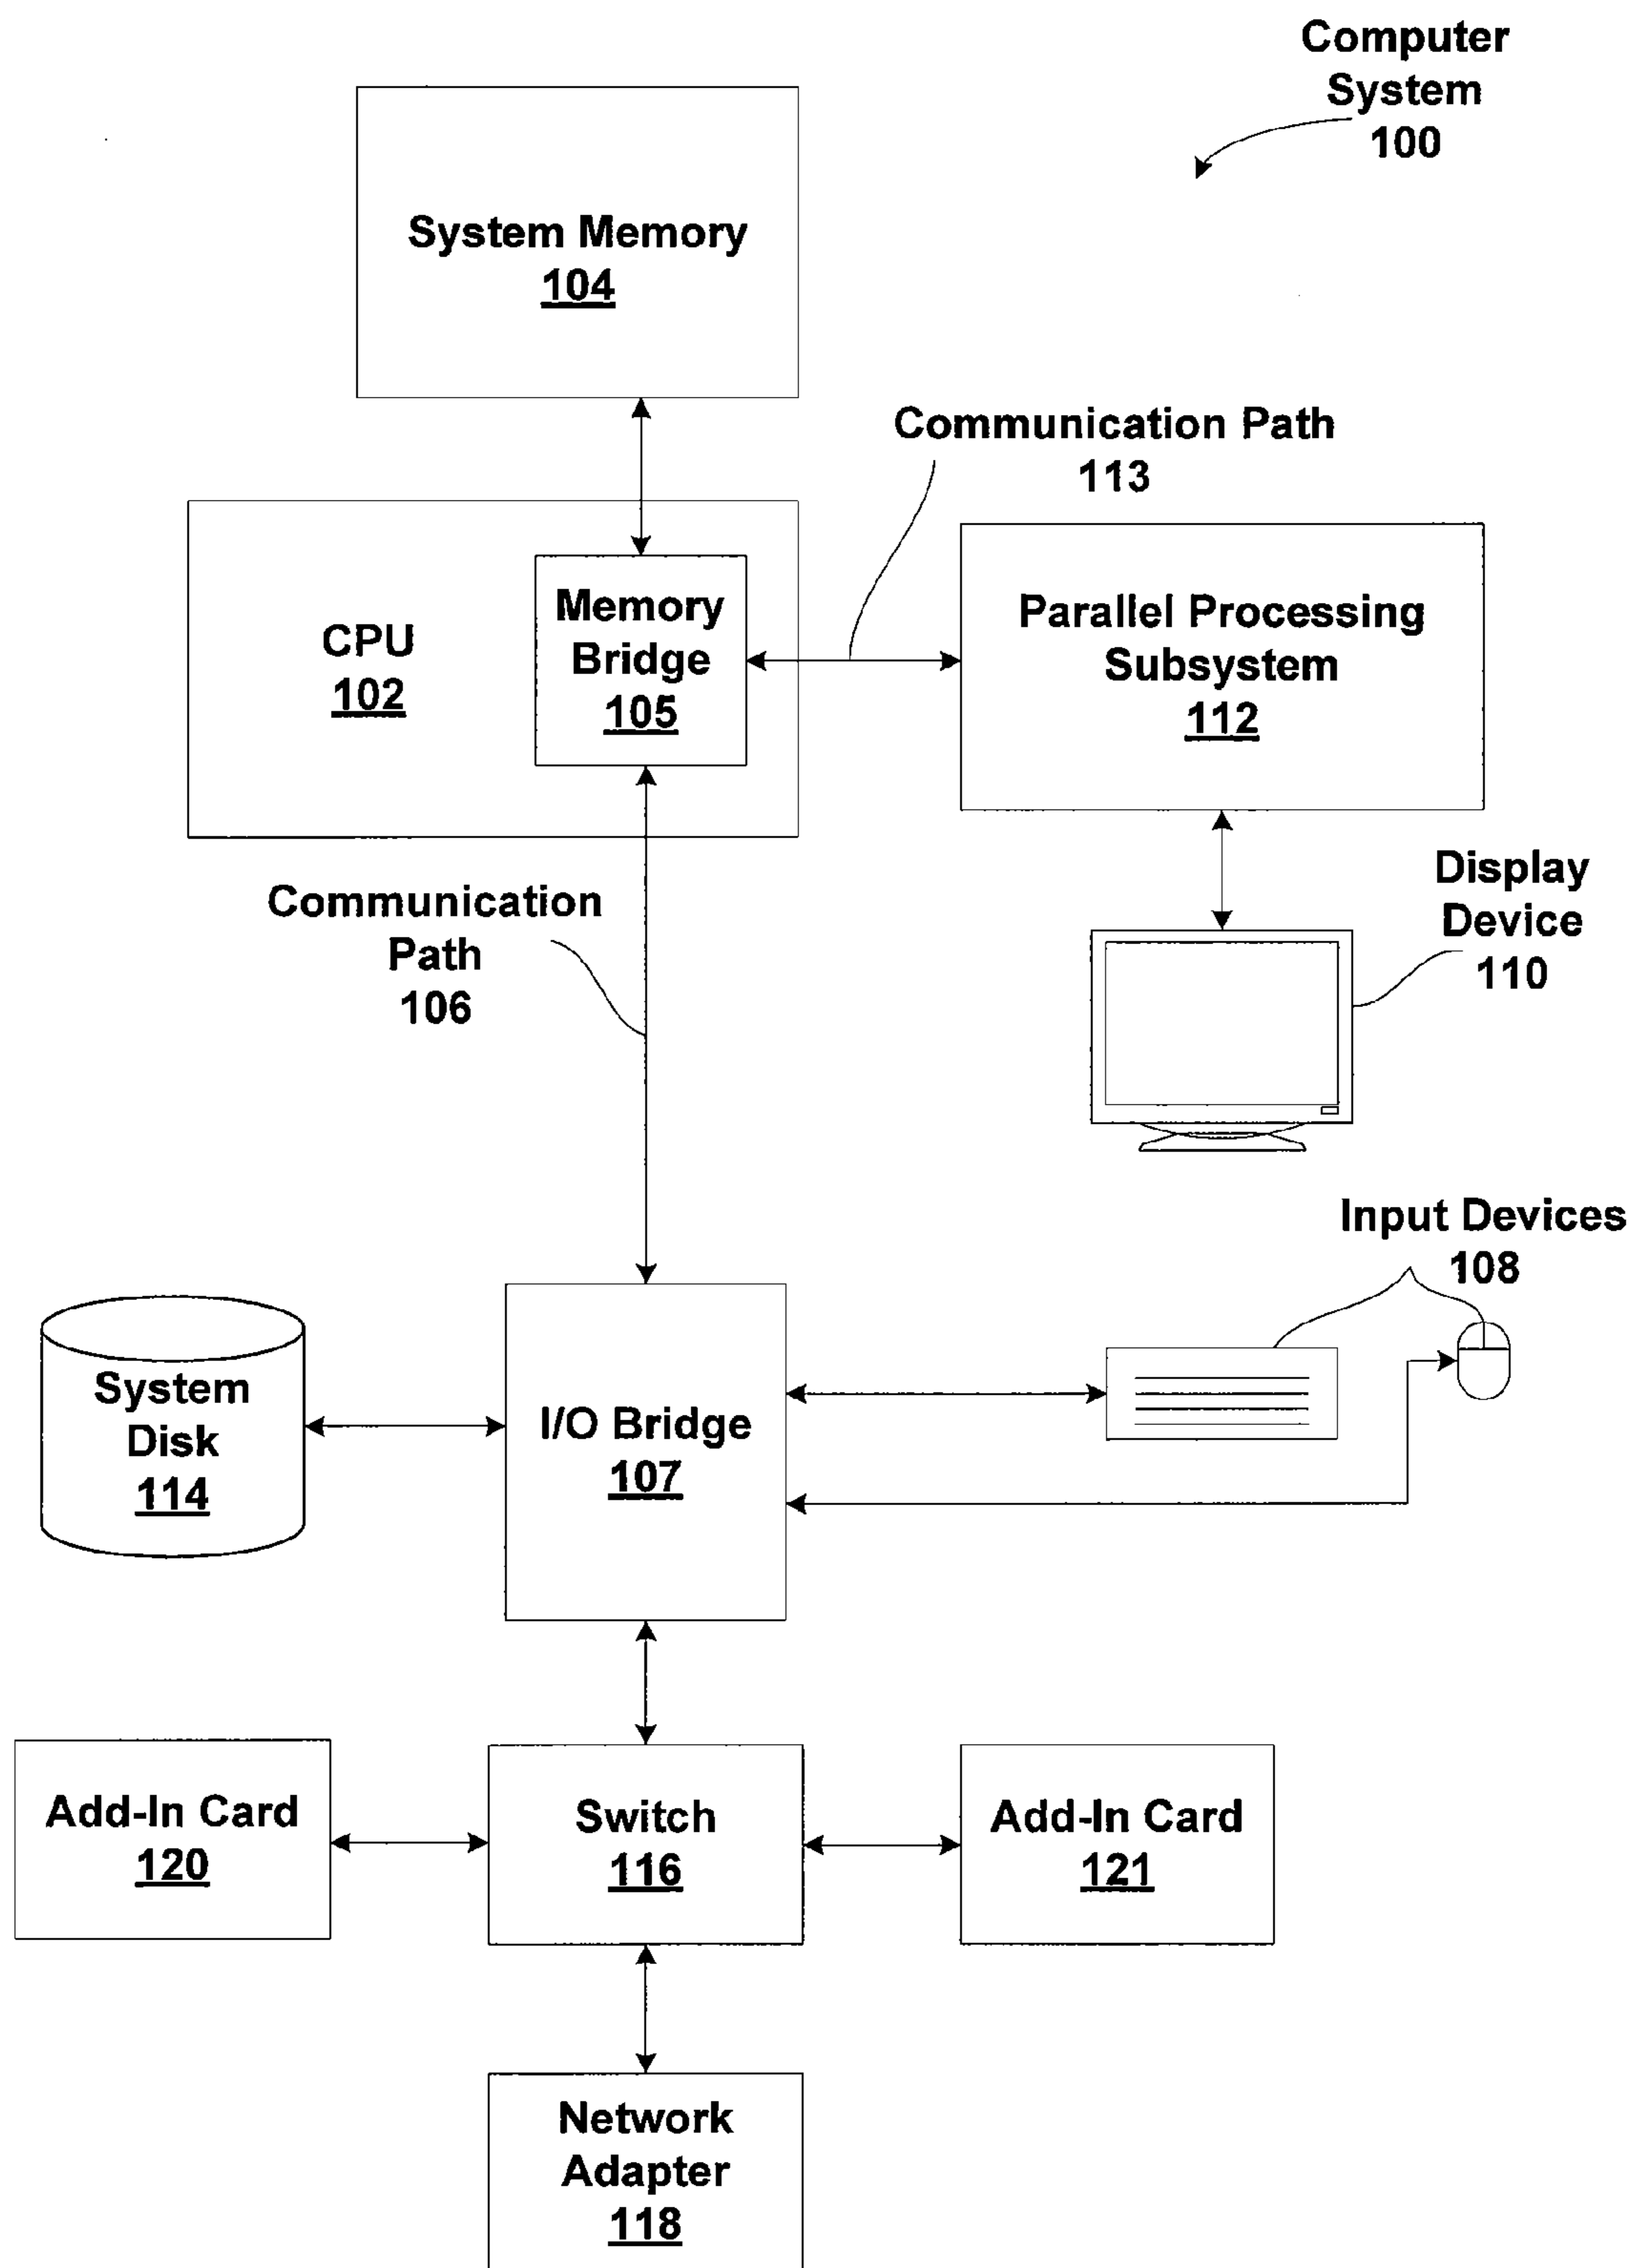 Computer
System
100
System Memory
104
Communication Path
113
CPU
102
Memory
Bridge
105
Parallel Processing
Subsystem
112
Communication
Path
106
Display
Device
110
Input Devices
108
System
Disk
114
I/O Bridge
107
Add-In Card
120
Switch
116
Add-In Card
121
Network
Adapter
118